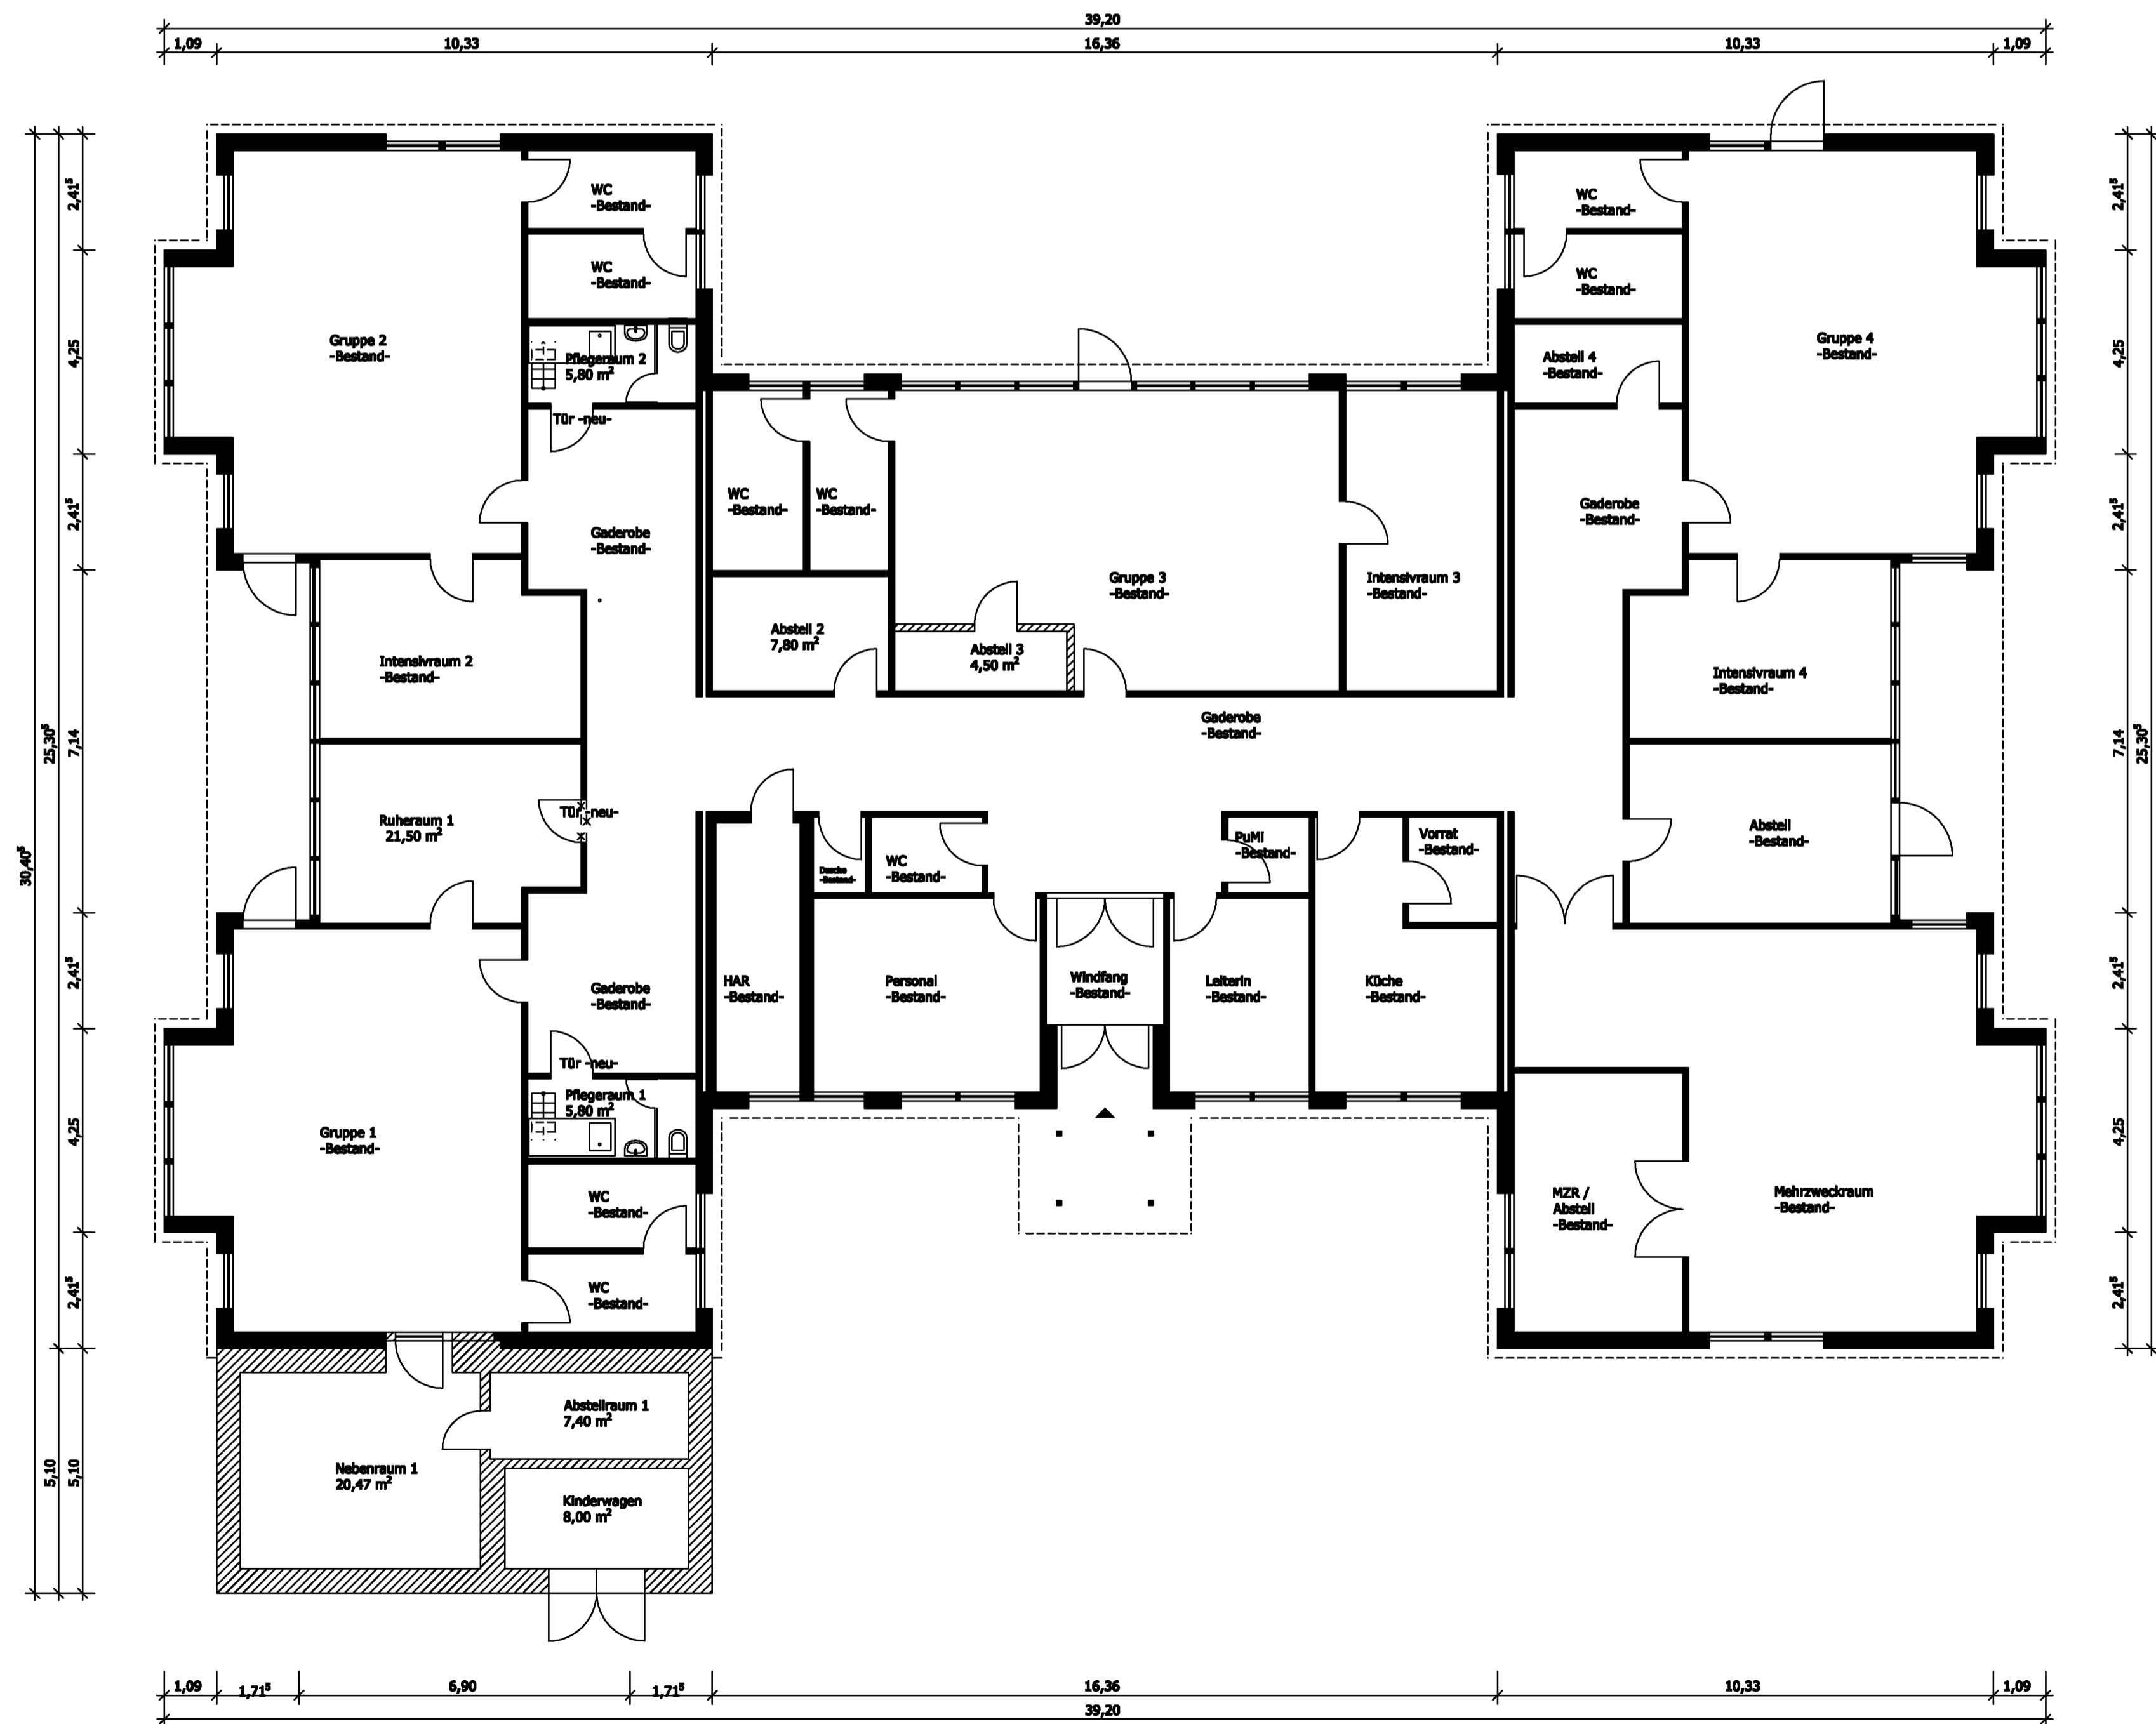 39,20
1,09 10,33 16,36 10,33 1,09
2,41⁵
4,25
2,41⁵
7,14
25,30⁵
30,40⁵
2,41⁵
4,25
2,41⁵
5,10
5,10
WC
-Bestand-
WC
-Bestand-
Gruppe 2
-Bestand-
Pflegeraum 2
5,80 m²
Tür -neu-
Gaderobe
-Bestand-
WC
-Bestand-
WC
-Bestand-
Gruppe 3
-Bestand-
Intensivraum 3
-Bestand-
Abstell 2
7,80 m²
Abstell 3
4,50 m²
Gaderobe
-Bestand-
WC
-Bestand-
WC
-Bestand-
Abstell 4
-Bestand-
Gruppe 4
-Bestand-
Gaderobe
-Bestand-
Intensivraum 4
-Bestand-
Abstell
-Bestand-
Intensivraum 2
-Bestand-
Ruheraum 1
21,50 m²
Tür -neu-
Dusche
-Bestand-
WC
-Bestand-
PuMi
-Bestand-
Vorrat
-Bestand-
HAR
-Bestand-
Personal
-Bestand-
Windfang
-Bestand-
Leiterin
-Bestand-
Küche
-Bestand-
Gaderobe
-Bestand-
Tür -neu-
Pflegeraum 1
5,80 m²
Gruppe 1
-Bestand-
WC
-Bestand-
WC
-Bestand-
MZR /
Abstell
-Bestand-
Mehrzweckraum
-Bestand-
Abstellraum 1
7,40 m²
Nebenraum 1
20,47 m²
Kinderwagen
8,00 m²
2,41⁵
4,25
2,41⁵
7,14
25,30⁵
2,41⁵
4,25
2,41⁵
1,09 1,71⁵ 6,90 1,71⁵ 16,36 10,33 1,09
39,20